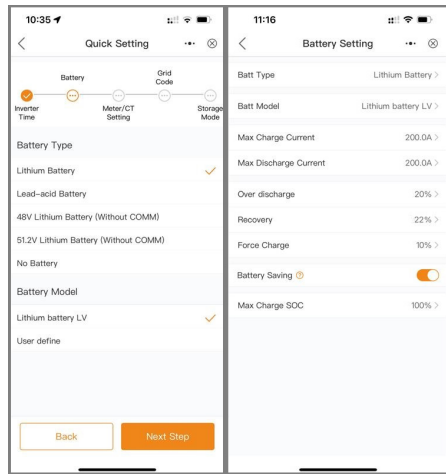 10:35
Quick Setting
Battery
Grid
Code
Inverter
Time
Meter/CT
Setting
Storage
Mode
Battery Type
Lithium Battery
Lead-acid Battery
48V Lithium Battery (Without COMM)
51.2V Lithium Battery (Without COMM)
No Battery
Battery Model
Lithium battery LV
User define
Back
Next Step
11:16
Battery Setting
Batt Type Lithium Battery >
Batt Model Lithium battery LV >
Max Charge Current 200.0A >
Max Discharge Current 200.0A >
Over discharge 20% >
Recovery 22% >
Force Charge 10% >
Battery Saving ?
Max Charge SOC 100% >